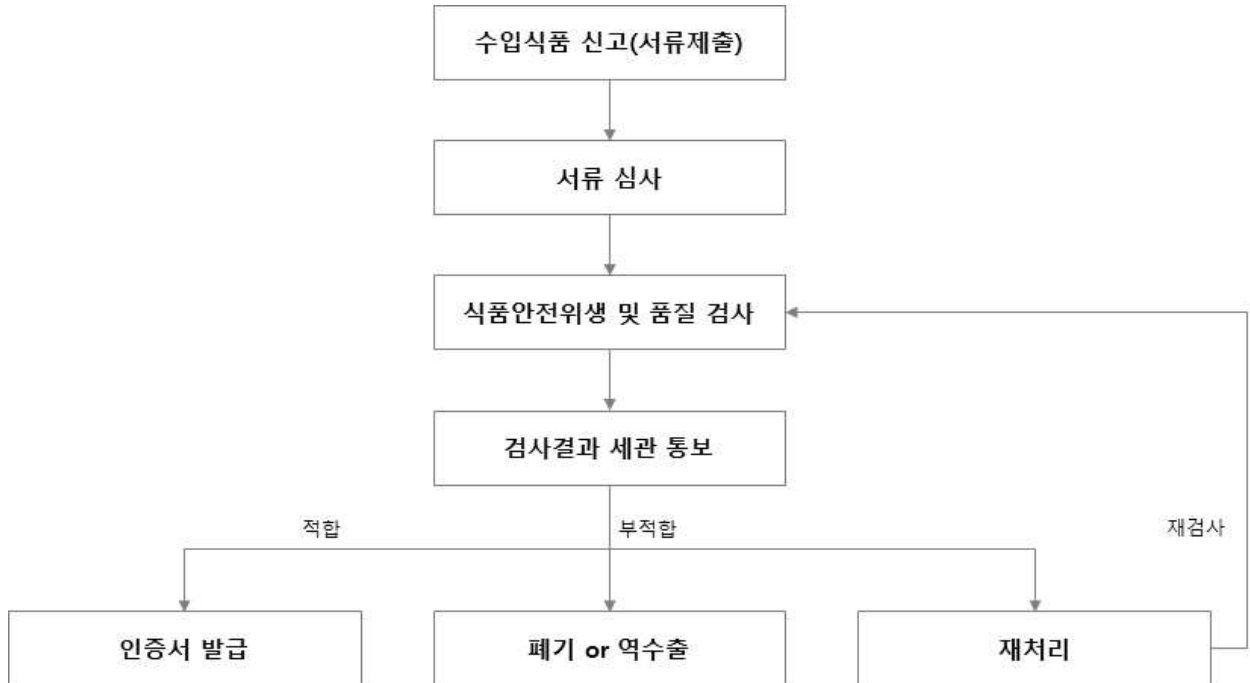 수입식품 신고(서류제출)
서류 심사
식품안전위생 및 품질 검사
검사결과 세관 통보
적합
부적합
재검사
인증서 발급
폐기 or 역수출
재처리